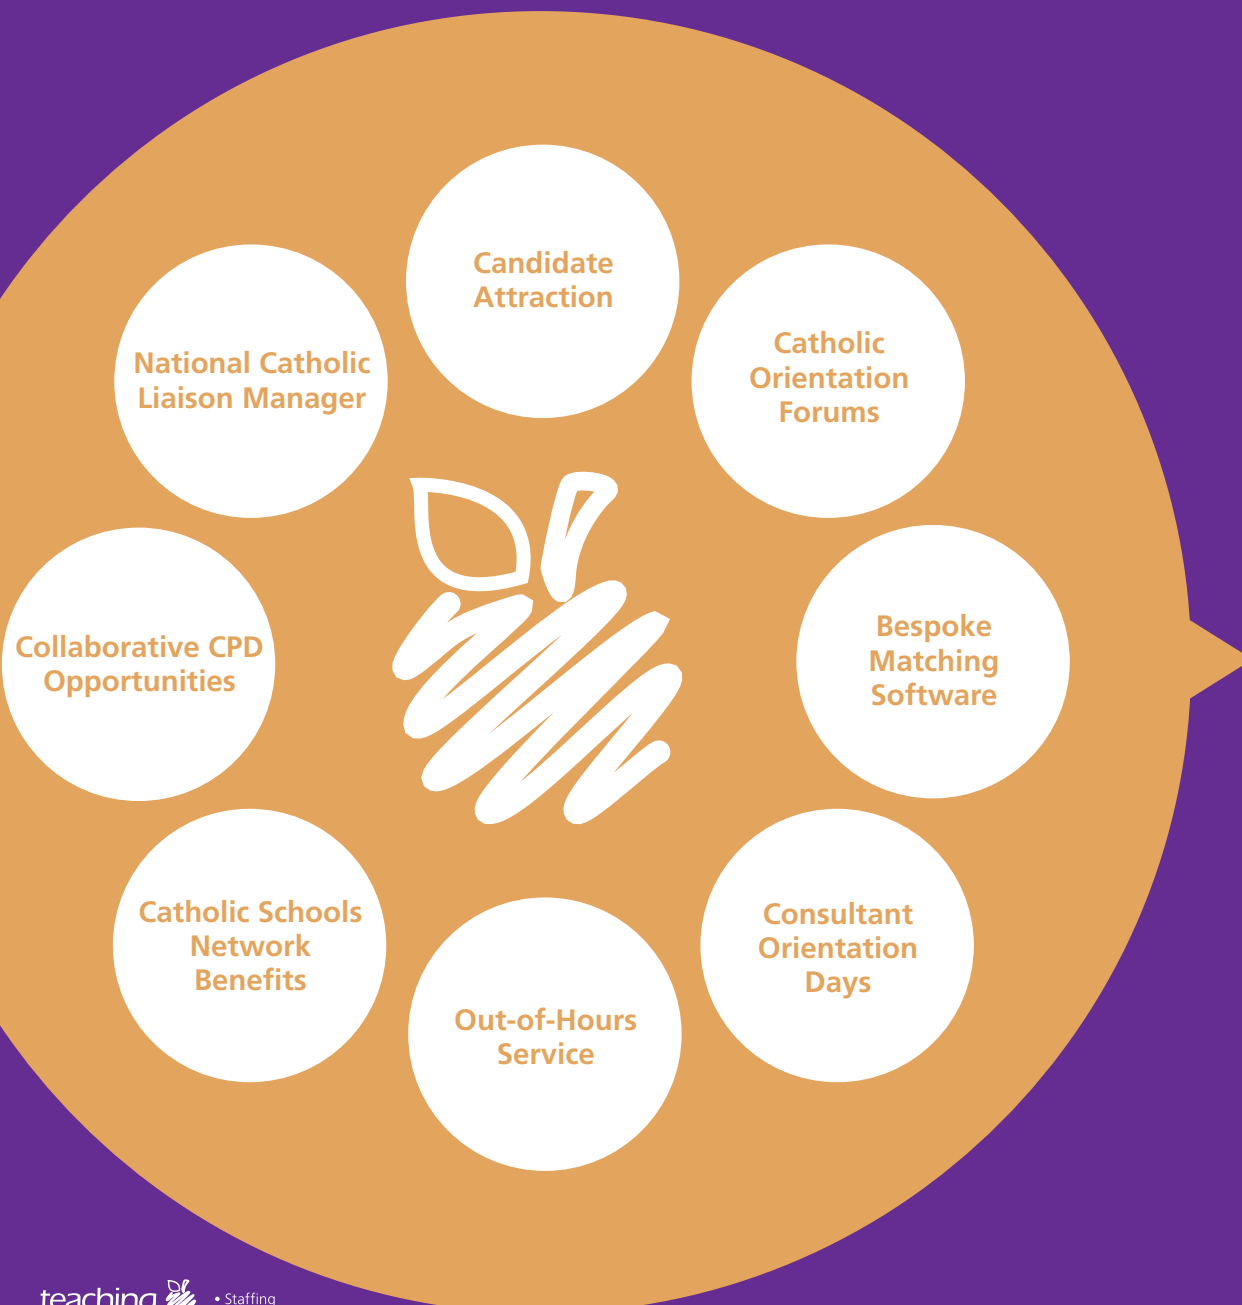 Candidate
Attraction
Catholic
Orientation
Forums
Bespoke
Matching
Software
Consultant
Orientation
Days
Out-of-Hours
Service
Catholic Schools
Network
Benefits
Collaborative CPD
Opportunities
National Catholic
Liaison Manager
teaching
• Staffing